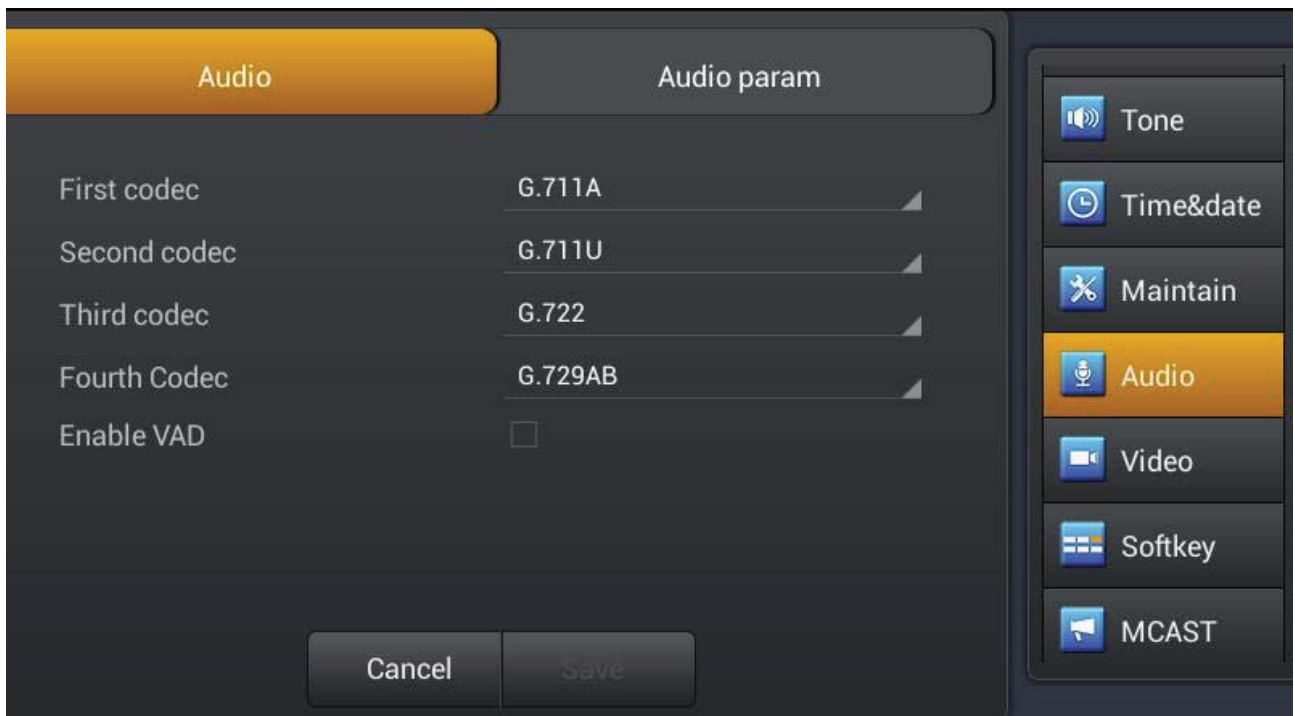 Audio
Audio param
First codec G.711A
Second codec G.711U
Third codec G.722
Fourth Codec G.729AB
Enable VAD
Cancel Save
Tone
Time&date
Maintain
Audio
Video
Softkey
MCAST